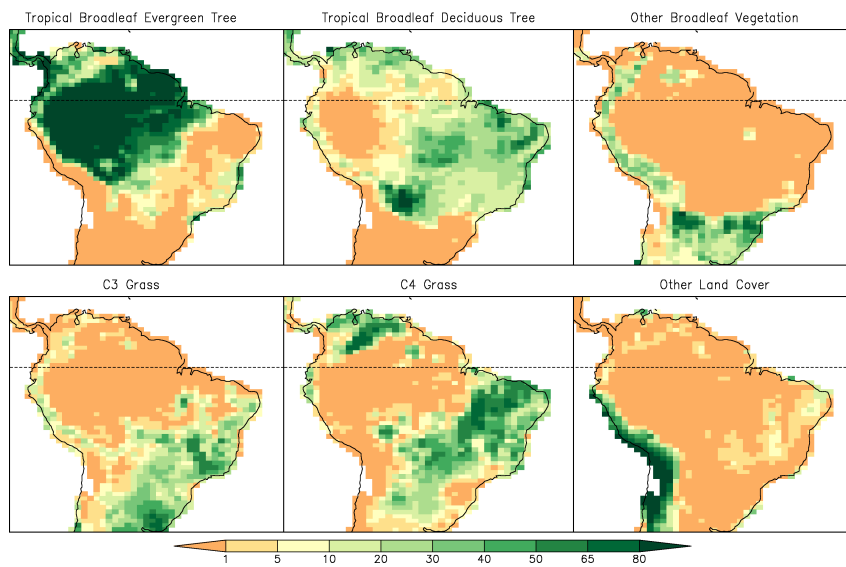 Tropical Broadleaf Evergreen Tree
Tropical Broadleaf Deciduous Tree
Other Broadleaf Vegetation
C3 Grass
C4 Grass
Other Land Cover
1 5 10 20 30 40 50 65 80